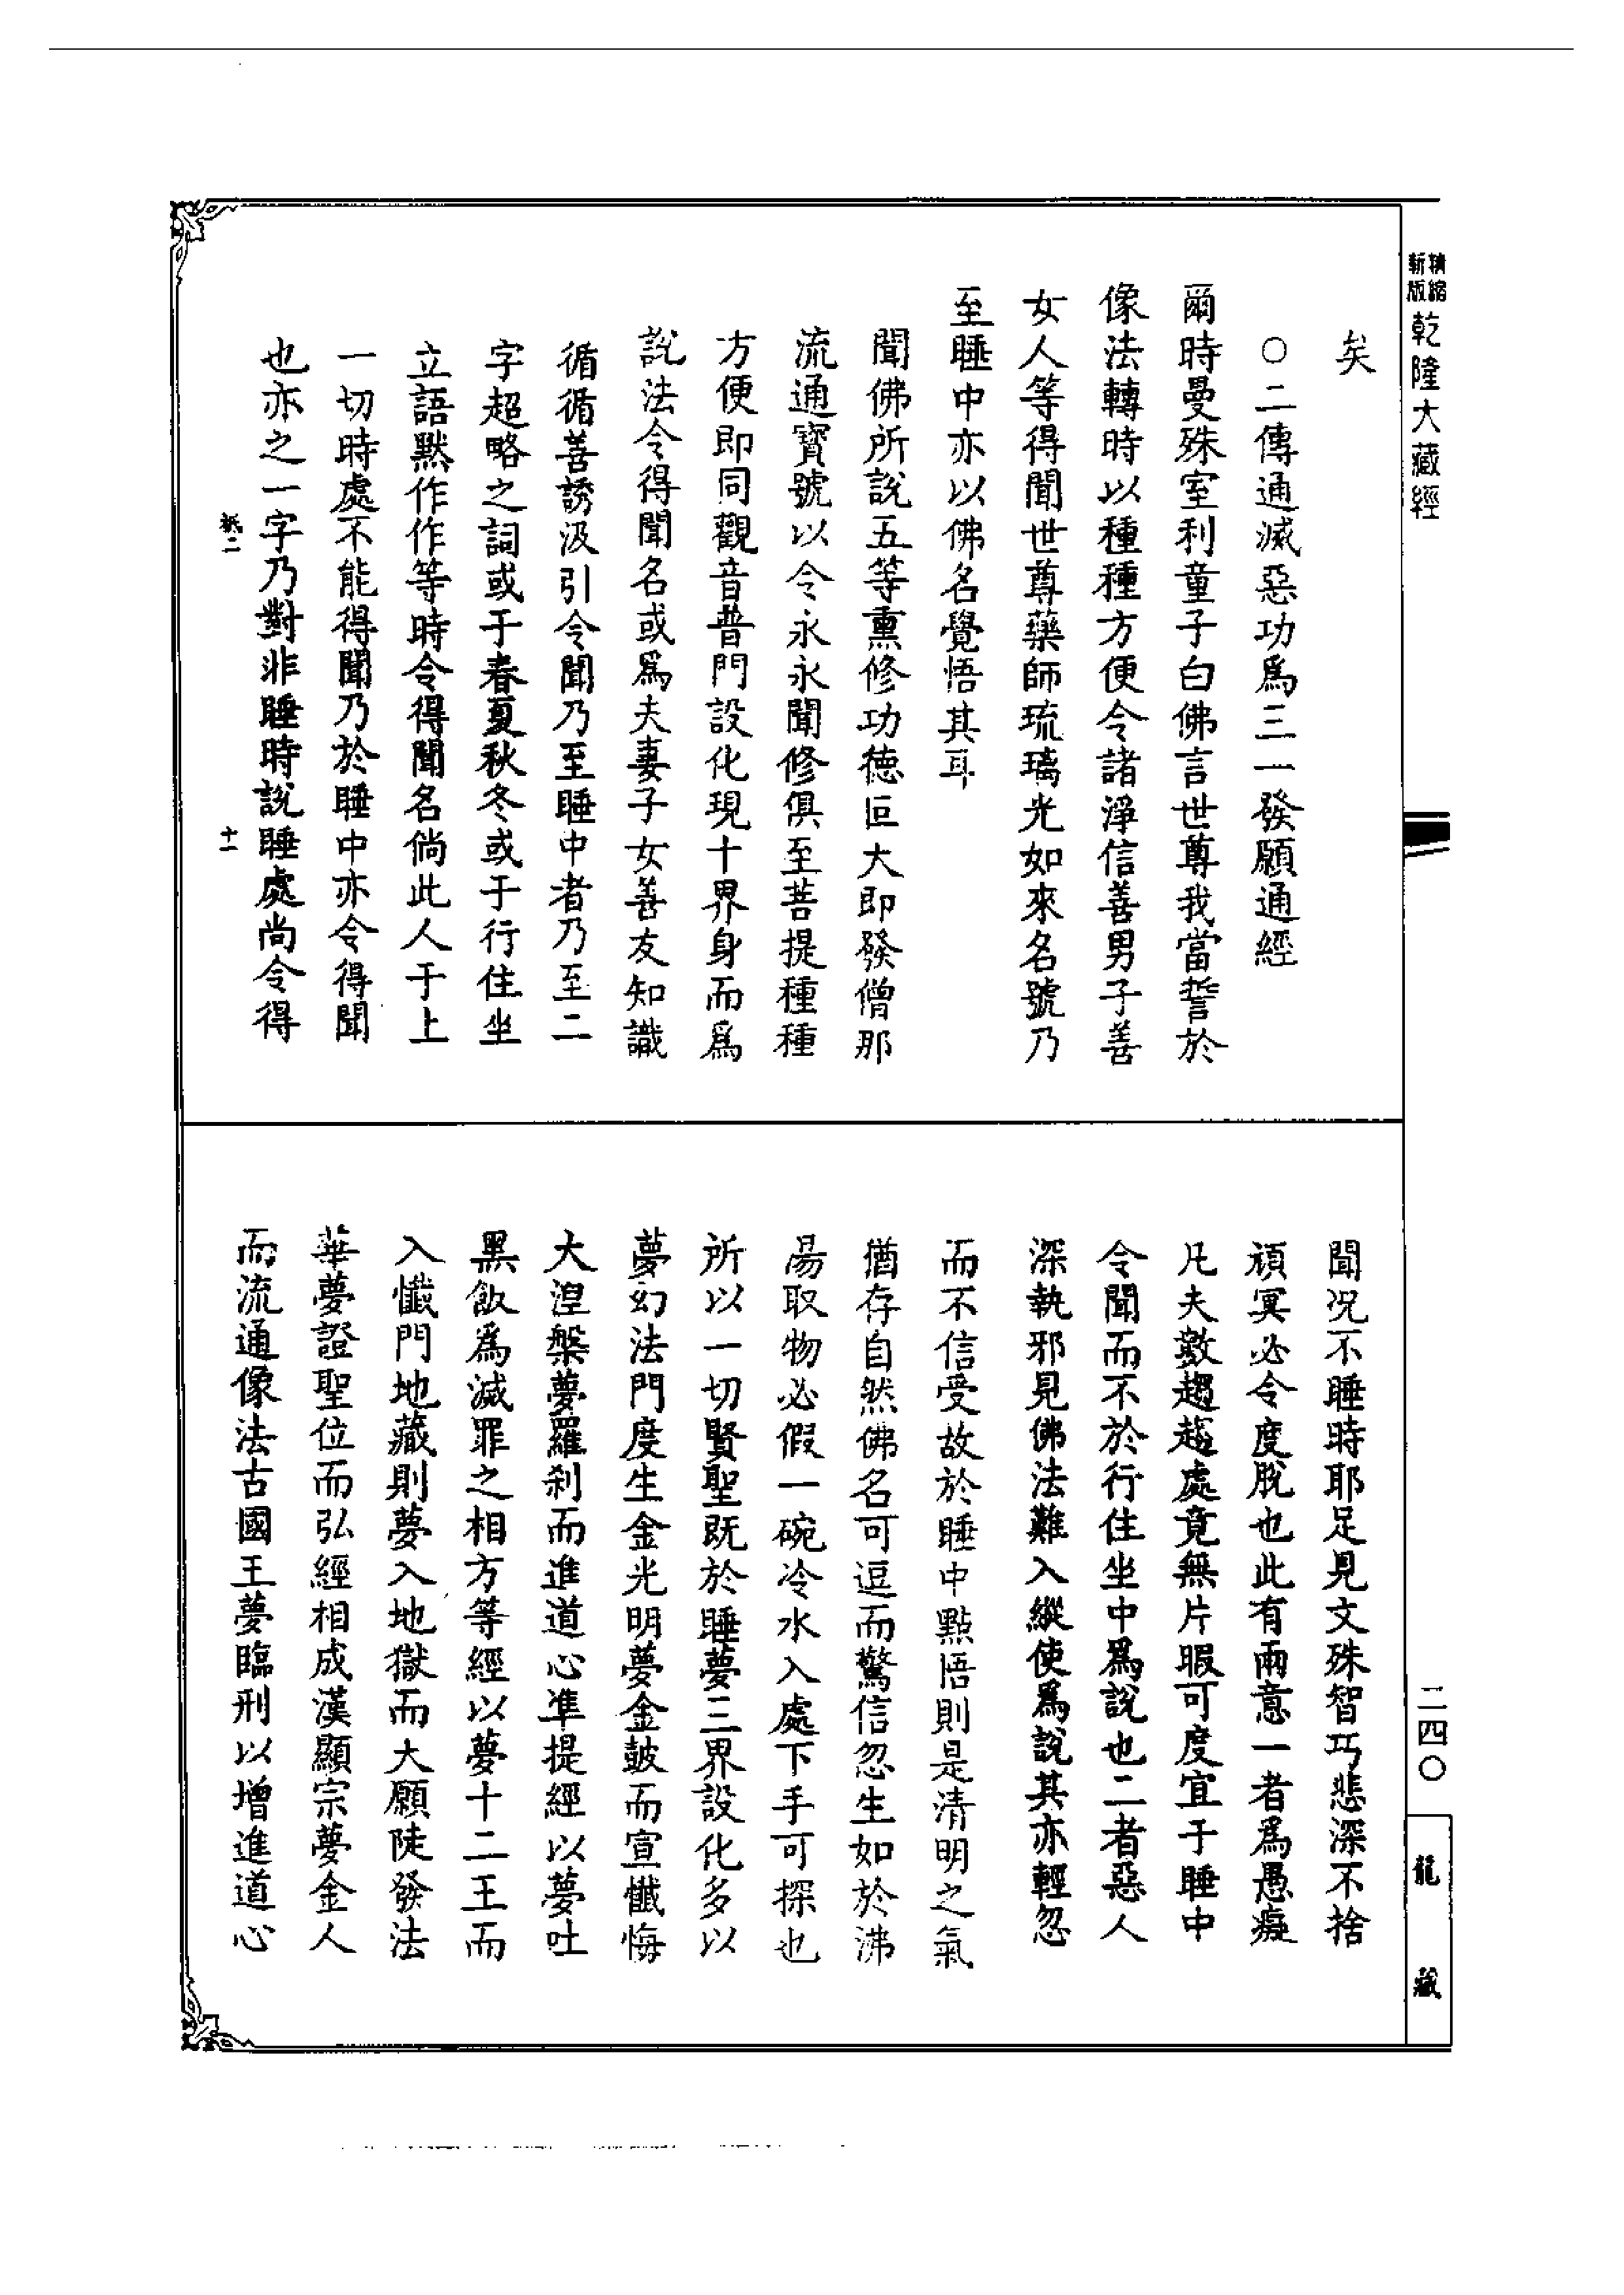 精縮
新版
乾隆大藏經
矣
○二傳通滅惡功爲三一發願通經
爾時曼殊室利童子白佛言世尊我當誓於
像法轉時以種種方便令諸淨信善男子善
女人等得聞世尊藥師琉璃光如來名號乃
至睡中亦以佛名覺悟其耳
聞佛所說五等熏修功德巨大即發僧那
流通寶號以令永永聞修俱至菩提種種
方便即同觀音普門設化現十界身而爲
說法令得聞名或爲夫妻子女善友知識
循循善誘汲引令聞乃至睡中者乃至二
字超略之詞或于春夏秋冬或于行住坐
立語默作作等時令得聞名倘此人于上
一切時處不能得聞乃於睡中亦令得聞
也亦之一字乃對非睡時說睡處尚令得
十一
聞况不睡時耶足見文殊智巧悲深不捨
頑冥必令度脫也此有兩意一者爲愚癡
凡夫數趨趨處竟無片暇可度宜于睡中
令聞而不於行住坐中爲說也二者惡人
深執邪見佛法難入縱使爲說其亦輕忽
而不信受故於睡中點悟則是清明之氣
猶存自然佛名可逗而驚信忽生如於沸
湯取物必假一碗冷水入處下手可探也
所以一切賢聖既於睡夢三界設化多以
夢幻法門度生金光明夢金鼓而宣懺悔
大涅槃夢羅刹而進道心準提經以夢吐
黑飯爲滅罪之相方等經以夢十二王而
入懺門地藏則夢入地獄而大願陡發法
華夢證聖位而弘經相成漢顯宗夢金人
而流通像法古國王夢臨刑以增進道心
二四〇
龍藏